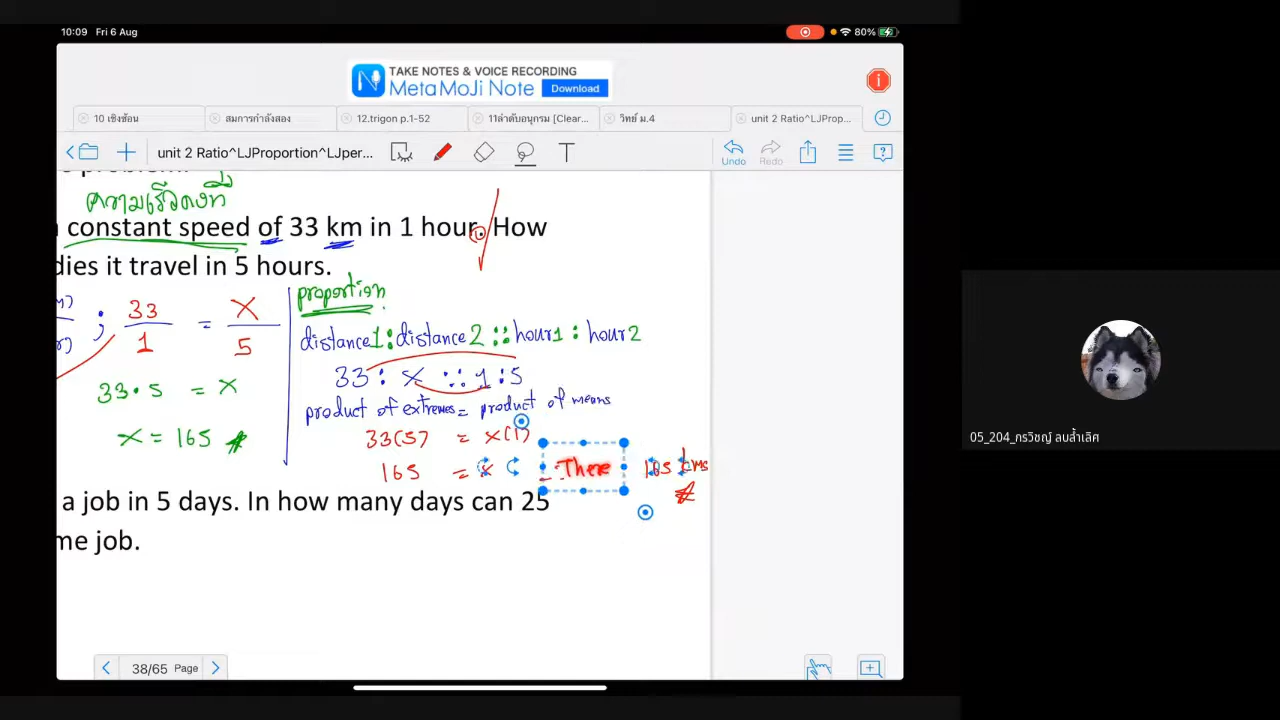 10:09 Fri 6 Aug
80%
TAKE NOTES & VOICE RECORDING
MetaMoJi Note Download
10 เชิงซ้อน
สมการกำลังสอง
12.trigon p.1-52
11ลำดับอนุกรม [Clear...
วิทย์ ม.4
unit 2 Ratio^LJProp...
unit 2 Ratio^LJProportion^LJper...
Undo
Redo
problem.
ความเร็วคงที่
constant speed of 33 km in 1 hour. How
dies it travel in 5 hours.
; 33/1 = x/5
33·5 = x
x = 165
proportion
distance1:distance2::hour1:hour2
33: x :: 1:5
product of extremes = product of means
33(5) = x(1)
165 = x There 165 kms
a job in 5 days. In how many days can 25
me job.
38/65 Page
05_204_กรวิชญ์ ลบล้ำเลิศ